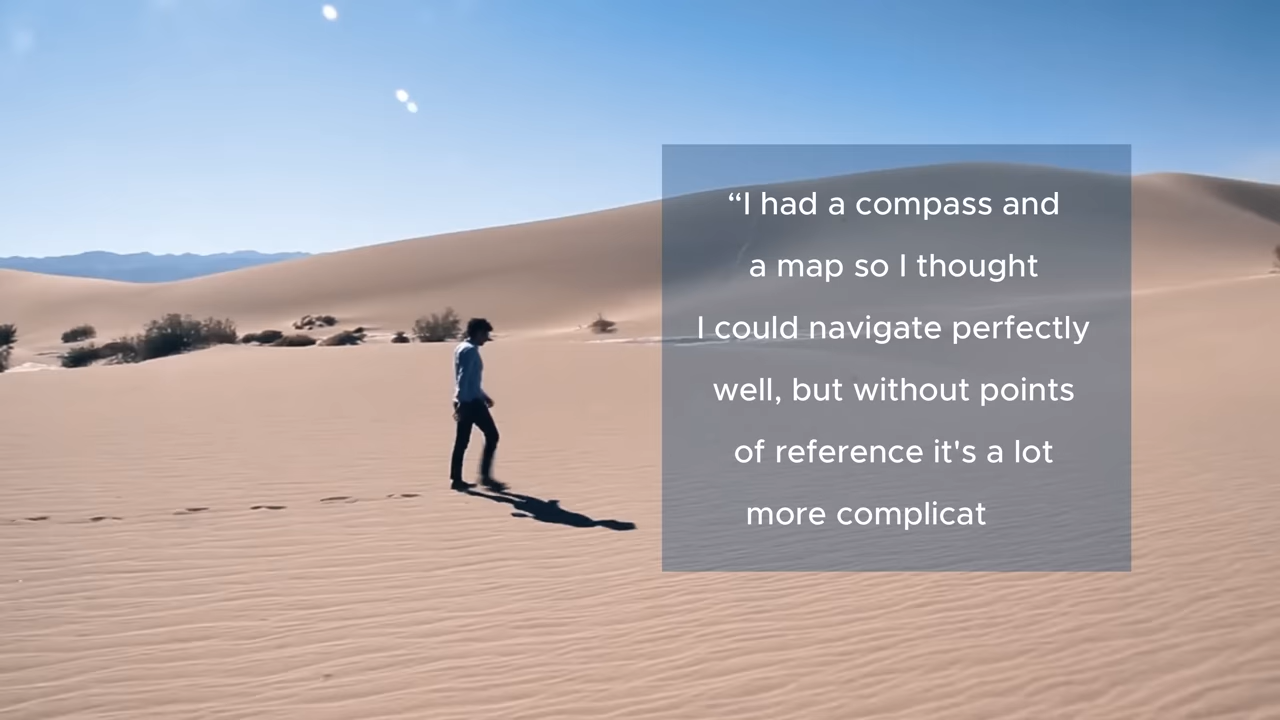 “I had a compass and
a map so I thought
I could navigate perfectly
well, but without points
of reference it's a lot
more complicat